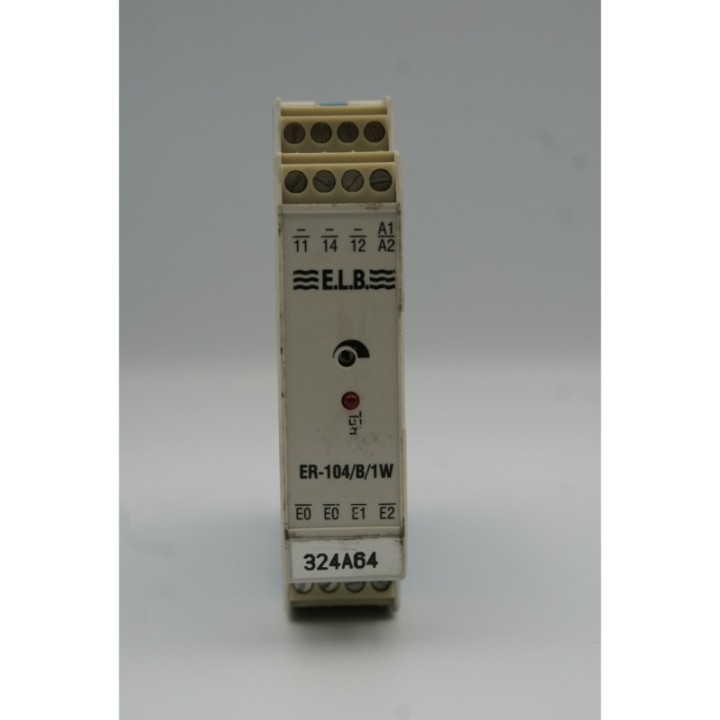 – – – A1
11 14 12 A2
E.L.B.
ER-104/B/1W
E0 E0 E1 E2
324A64